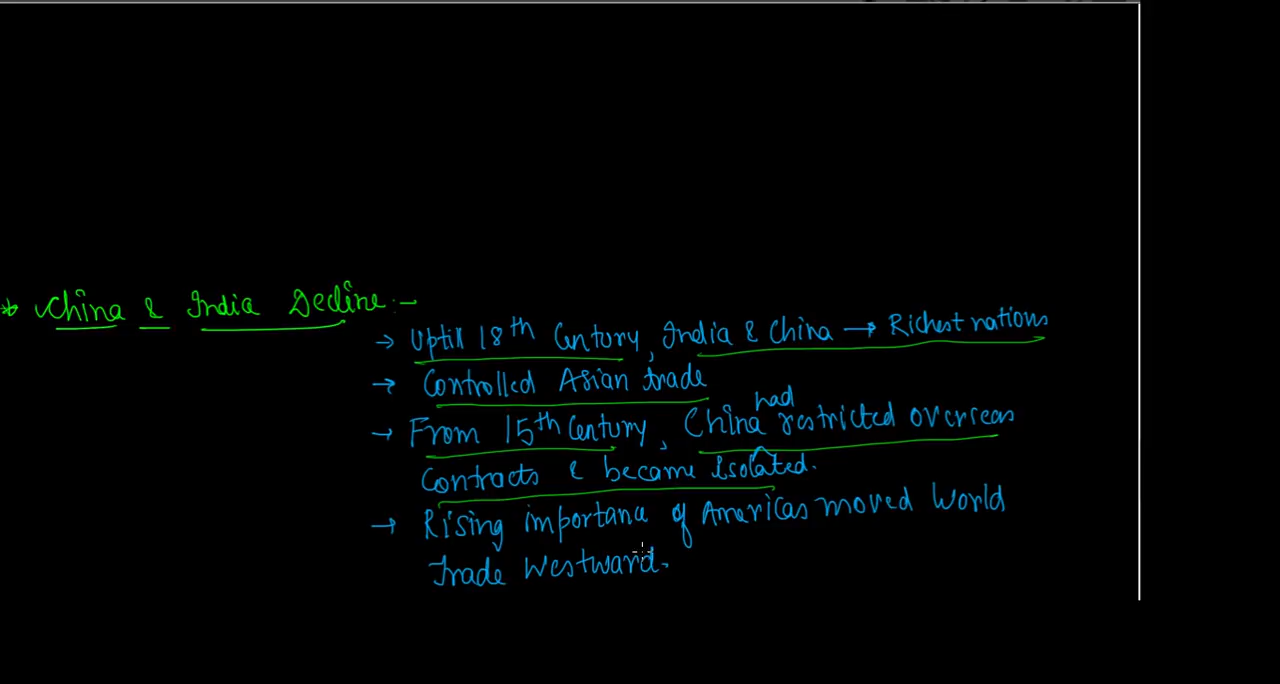 * China & India Decline:-
→ Uptill 18th Century, India & China → Richest nations
→ Controlled Asian trade
→ From 15th Century, China had restricted overseas
Contracts & became isolated.
→ Rising importance of Americas moved World
Trade Westward.